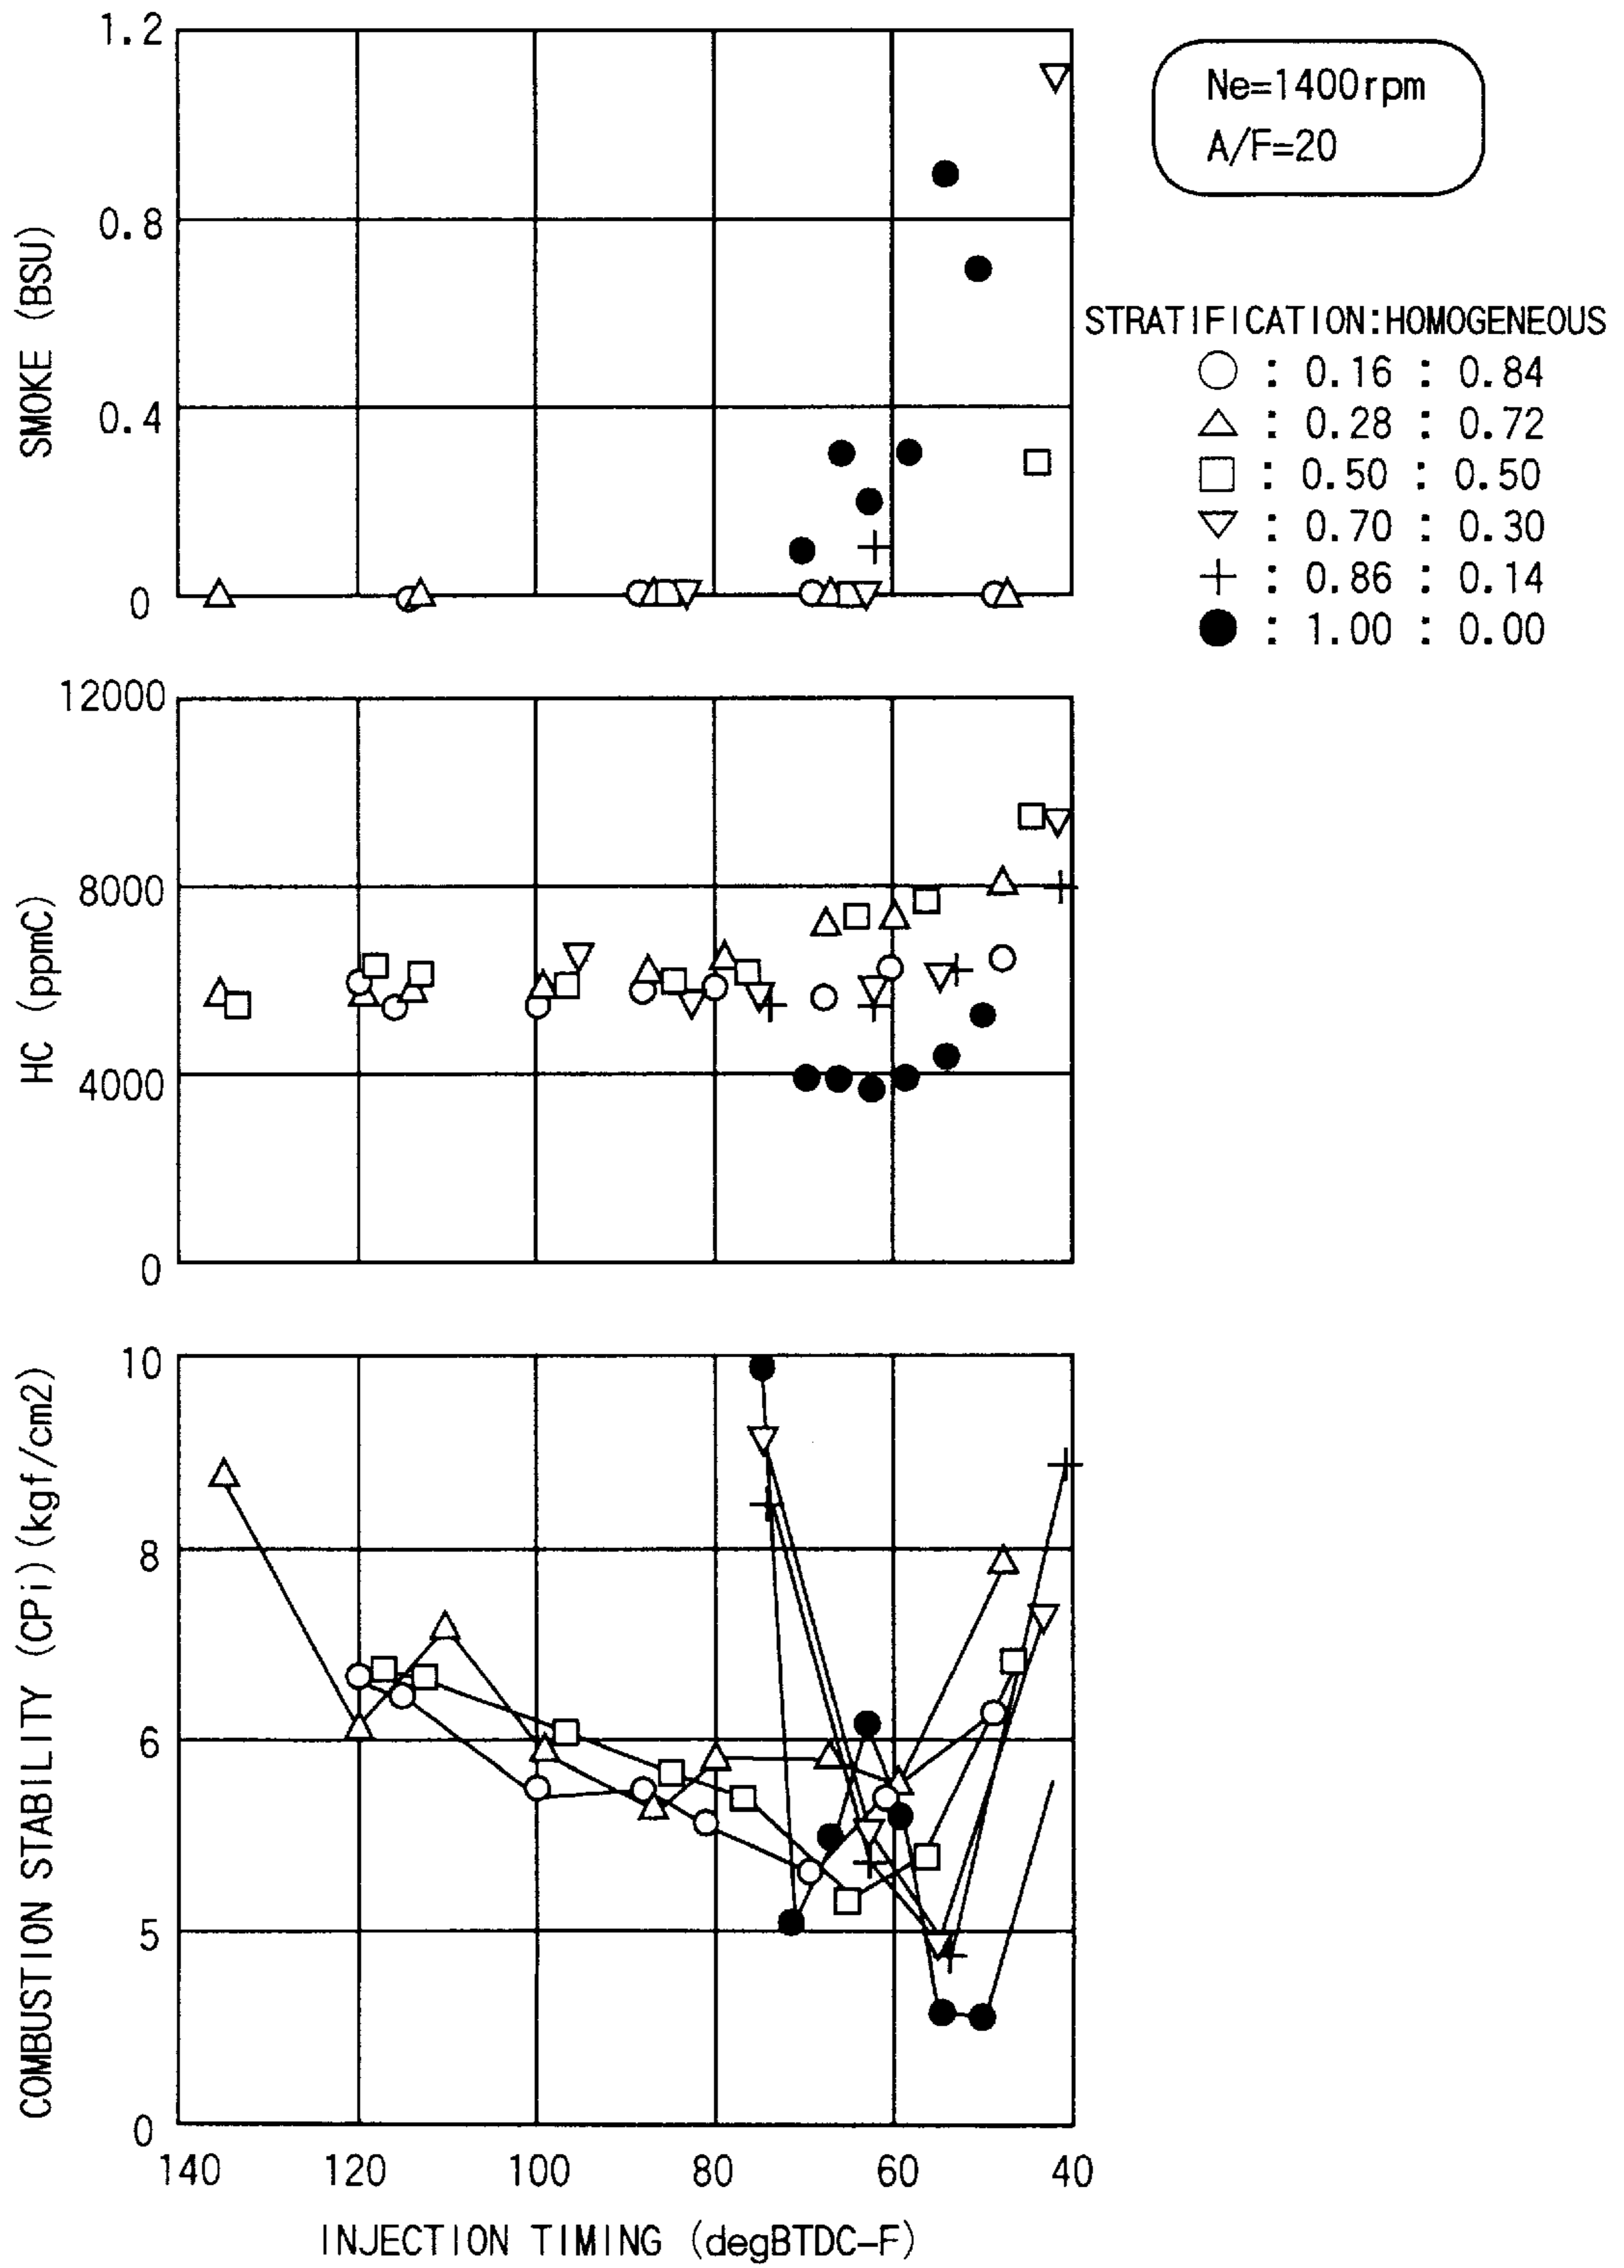 1.2
0.8
0.4
0
SMOKE (BSU)
Ne=1400rpm
A/F=20
STRATIFICATION:HOMOGENEOUS
: 0.16 : 0.84
: 0.28 : 0.72
: 0.50 : 0.50
: 0.70 : 0.30
: 0.86 : 0.14
: 1.00 : 0.00
12000
8000
4000
0
HC (ppmC)
10
8
6
5
0
COMBUSTION STABILITY (CPi)(kgf/cm2)
140 120 100 80 60 40
INJECTION TIMING (degBTDC-F)